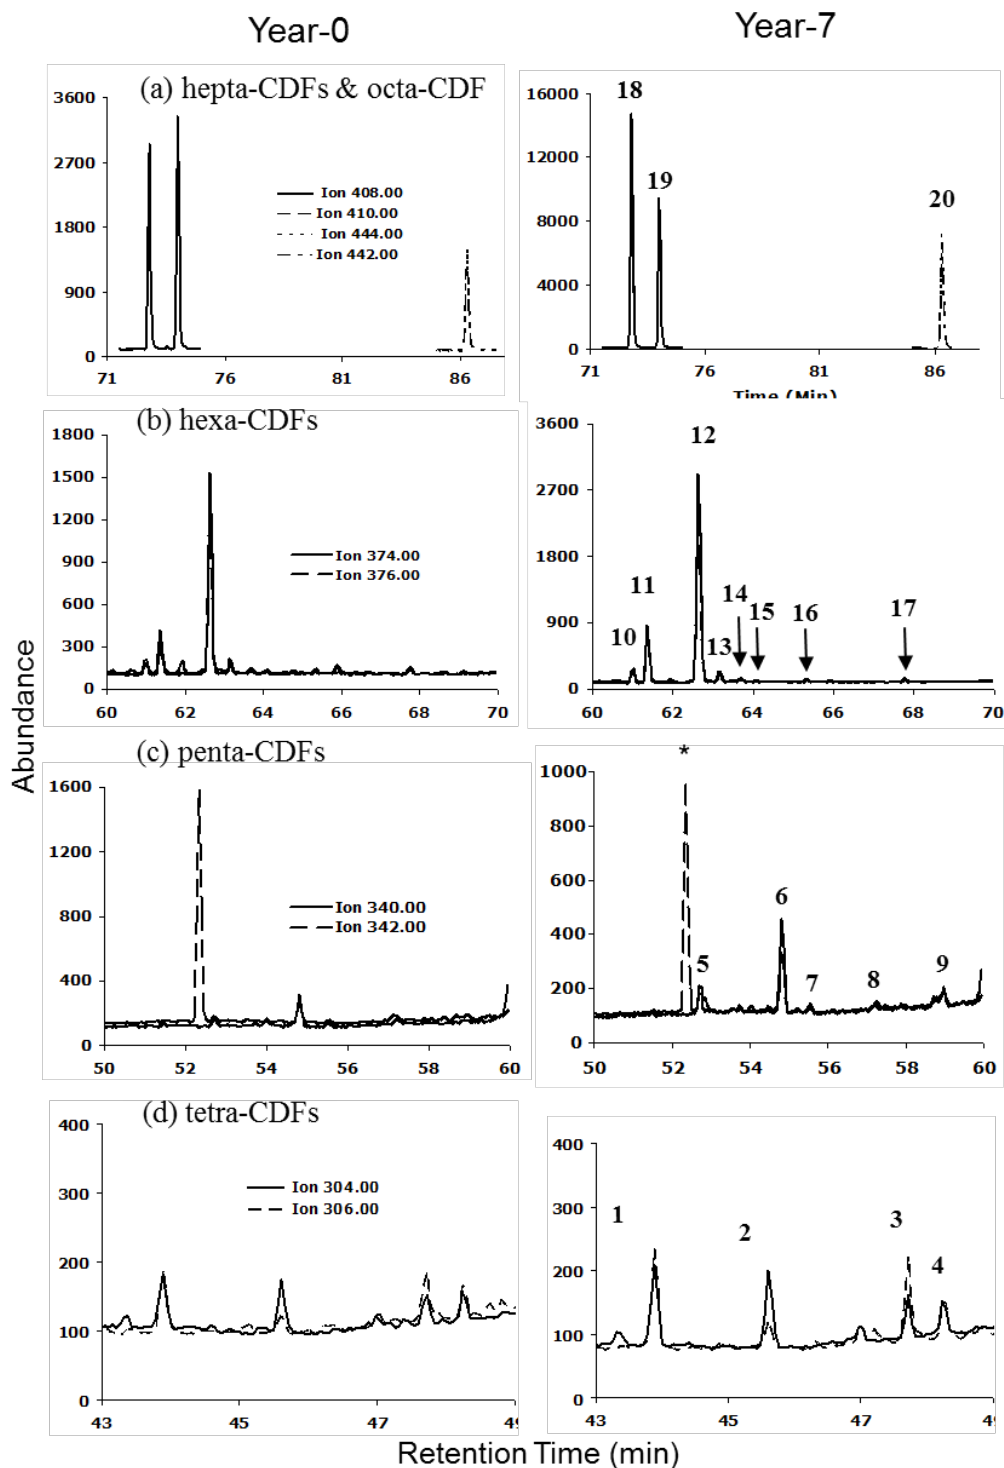 Year-0
Year-7
(a) hepta-CDFs & octa-CDF
3600
2700
1800
900
0
71 76 81 86
Ion 408.00
Ion 410.00
Ion 444.00
Ion 442.00
16000
12000
8000
4000
0
71 76 81 86
Time (Min)
18
19
20
(b) hexa-CDFs
1800
1500
1200
900
600
300
0
60 62 64 66 68 70
Ion 374.00
Ion 376.00
3600
2700
1800
900
0
60 62 64 66 68 70
12
11
10
13
14
15
16
17
Abundance
(c) penta-CDFs
1600
1200
800
400
0
50 52 54 56 58 60
Ion 340.00
Ion 342.00
1000
800
600
400
200
0
50 52 54 56 58 60
*
5
6
7
8
9
(d) tetra-CDFs
400
300
200
100
0
43 45 47 49
Ion 304.00
Ion 306.00
400
300
200
100
0
43 45 47 49
1
2
3
4
Retention Time (min)